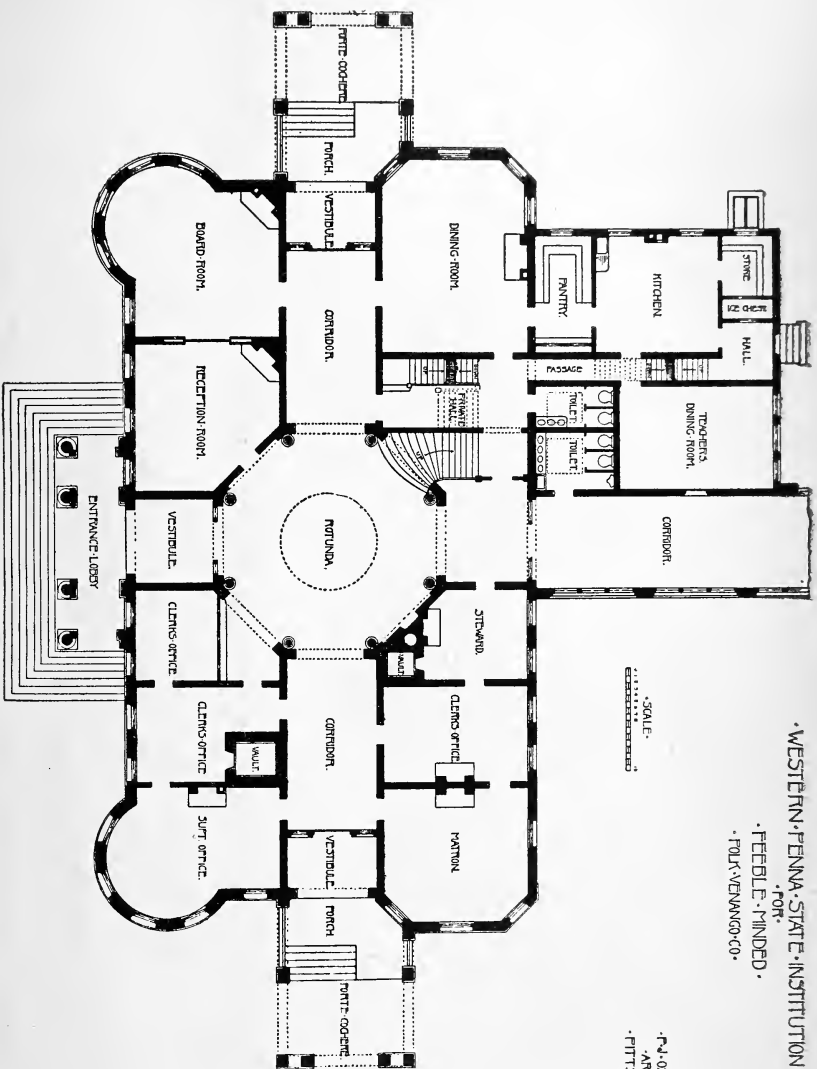 ·WESTERN·PENNA·STATE·INSTITUTION
·FOR·
·FEEBLE·MINDED·
·POLK·VENANGO·CO·
·SCALE·
PORTE·COCHERE
PORCH.
VESTIBULE
BOARD·ROOM.
DINING·ROOM.
CORRIDOR.
PANTRY.
KITCHEN.
STORE
ICE CHEST
HALL.
PASSAGE
PRIVATE
HALL
TOILET.
TOILET.
TEACHERS.
DINING·ROOM.
RECEPTION·ROOM.
ROTUNDA.
CORRIDOR.
ENTRANCE·LOBBY
VESTIBULE.
CLERKS·OFFICE
STEWARD.
VAULT
CLERKS·OFFICE
CORRIDOR.
CLERKS·OFFICE
VAULT.
SUPT. OFFICE.
VESTIBULE
MATRON.
PORCH
PORTE·COCHERE